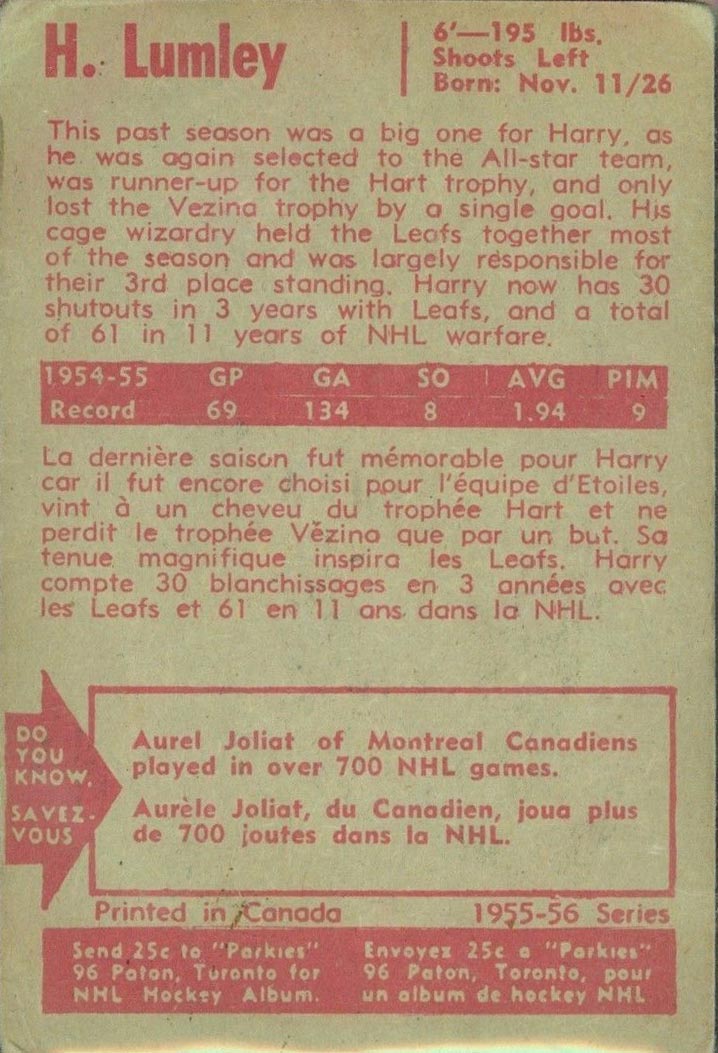 H. Lumley
6'—195 lbs.
Shoots Left
Born: Nov. 11/26
This past season was a big one for Harry, as
he was again selected to the All-star team,
was runner-up for the Hart trophy, and only
lost the Vezina trophy by a single goal. His
cage wizardry held the Leafs together most
of the season and was largely responsible for
their 3rd place standing. Harry now has 30
shutouts in 3 years with Leafs, and a total
of 61 in 11 years of NHL warfare.
1954-55 GP GA SO AVG PIM
Record 69 134 8 1.94 9
La dernière saison fut mémorable pour Harry
car il fut encore choisi pour l'équipe d'Etoiles,
vint à un cheveu du trophée Hart et ne
perdit le trophée Vězina que par un but. Sa
tenue magnifique inspira les Leafs. Harry
compte 30 blanchissages en 3 années avec
les Leafs et 61 en 11 ans dans la NHL.
DO
YOU
KNOW.
SAVEZ-
VOUS
Aurel Joliat of Montreal Canadiens
played in over 700 NHL games.
Aurèle Joliat, du Canadien, joua plus
de 700 joutes dans la NHL.
Printed in Canada 1955-56 Series
Send 25c to "Parkies"
96 Paton, Toronto for
NHL Hockey Album.
Envoyez 25c a "Parkies"
96 Paton, Toronto, pour
un album de hockey NHL